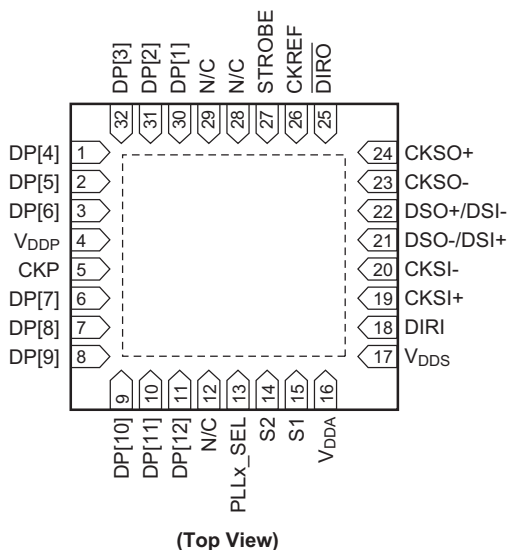 DP[3]
DP[2]
DP[1]
N/C
N/C
STROBE
CKREF
DIRO
32
31
30
29
28
27
26
25
DP[4] 1
DP[5] 2
DP[6] 3
VDDP 4
CKP 5
DP[7] 6
DP[8] 7
DP[9] 8
24 CKSO+
23 CKSO-
22 DSO+/DSI-
21 DSO-/DSI+
20 CKSI-
19 CKSI+
18 DIRI
17 VDDS
9
10
11
12
13
14
15
16
DP[10]
DP[11]
DP[12]
N/C
PLLx_SEL
S2
S1
VDDA
(Top View)